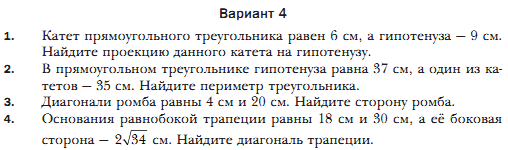 Вариант 4
1. Катет прямоугольного треугольника равен 6 см, а гипотенуза — 9 см.
Найдите проекцию данного катета на гипотенузу.
2. В прямоугольном треугольнике гипотенуза равна 37 см, а один из ка-
тетов — 35 см. Найдите периметр треугольника.
3. Диагонали ромба равны 4 см и 20 см. Найдите сторону ромба.
4. Основания равнобокой трапеции равны 18 см и 30 см, а её боковая
сторона — 2√34 см. Найдите диагональ трапеции.